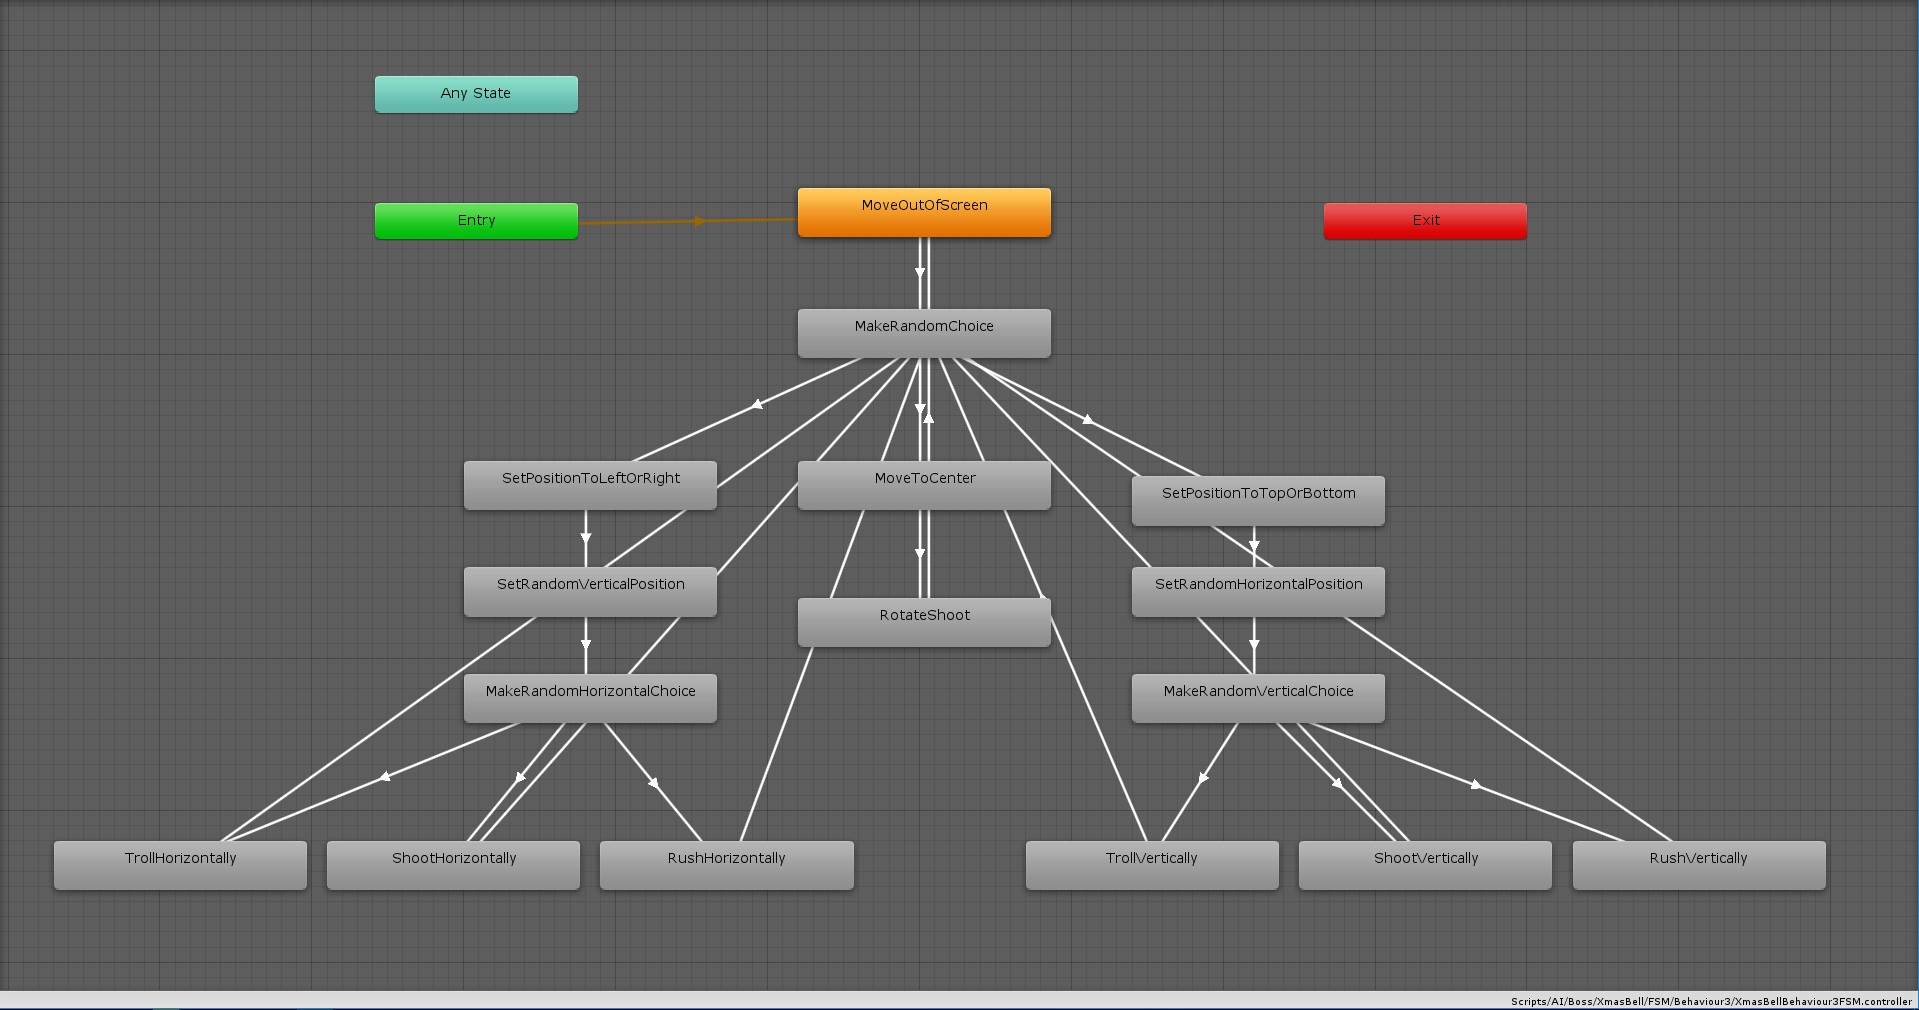 Any State
Entry
MoveOutOfScreen
Exit
MakeRandomChoice
SetPositionToLeftOrRight
MoveToCenter
SetPositionToTopOrBottom
SetRandomVerticalPosition
SetRandomHorizontalPosition
RotateShoot
MakeRandomHorizontalChoice
MakeRandomVerticalChoice
TrollHorizontally
ShootHorizontally
RushHorizontally
TrollVertically
ShootVertically
RushVertically
Scripts/AI/Boss/XmasBell/FSM/Behaviour3/XmasBellBehaviour3FSM.controller